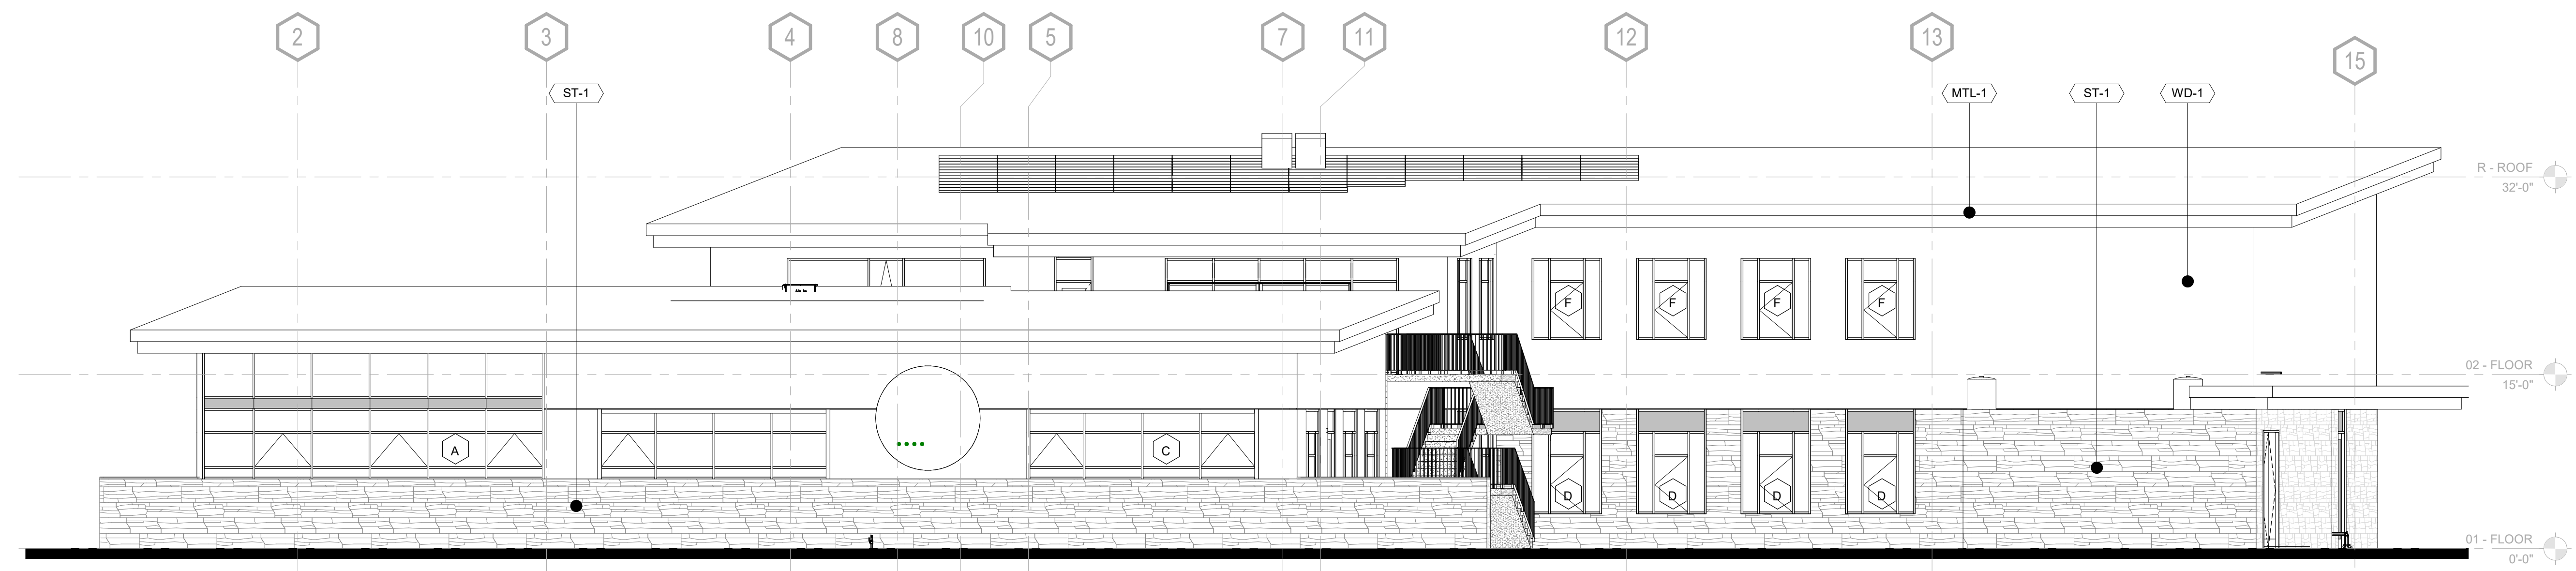 2
3
4
8
10
5
7
11
12
13
15
ST-1
MTL-1
ST-1
WD-1
R - ROOF
32'-0"
F
F
F
F
02 - FLOOR
15'-0"
A
C
D
D
D
D
01 - FLOOR
0'-0"